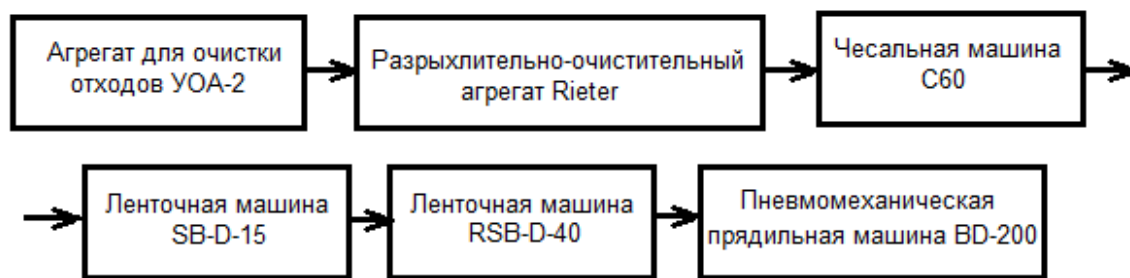 Агрегат для очистки
отходов УОА-2
Разрыхлительно-очистительный
агрегат Rieter
Чесальная машина
С60
Ленточная машина
SB-D-15
Ленточная машина
RSB-D-40
Пневмомеханическая
прядильная машина BD-200